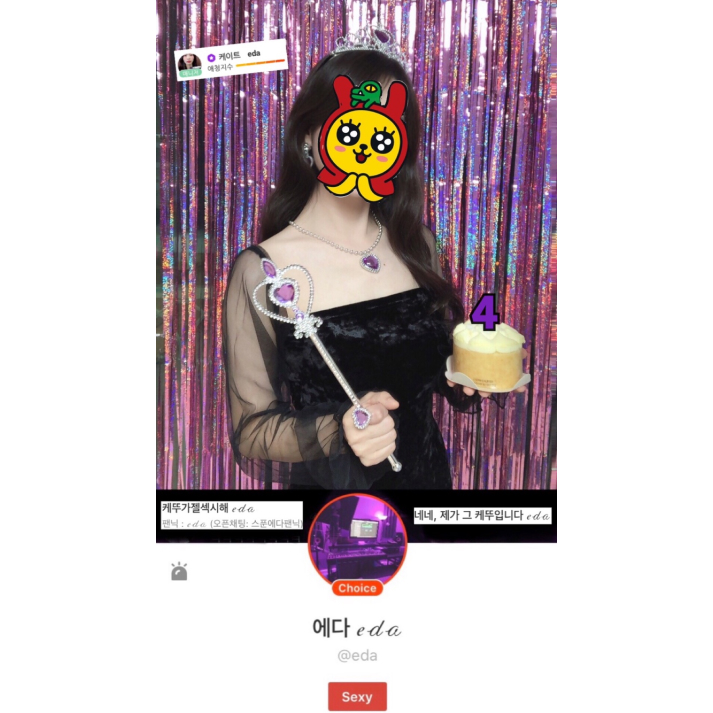 케이트 eda
애청지수
4
케뚜가젤섹시해 eda
팬닉 : eda (오픈채팅: 스푼에다팬닉)
네네, 제가 그 케뚜입니다 eda
Choice
에다 eda
@eda
Sexy